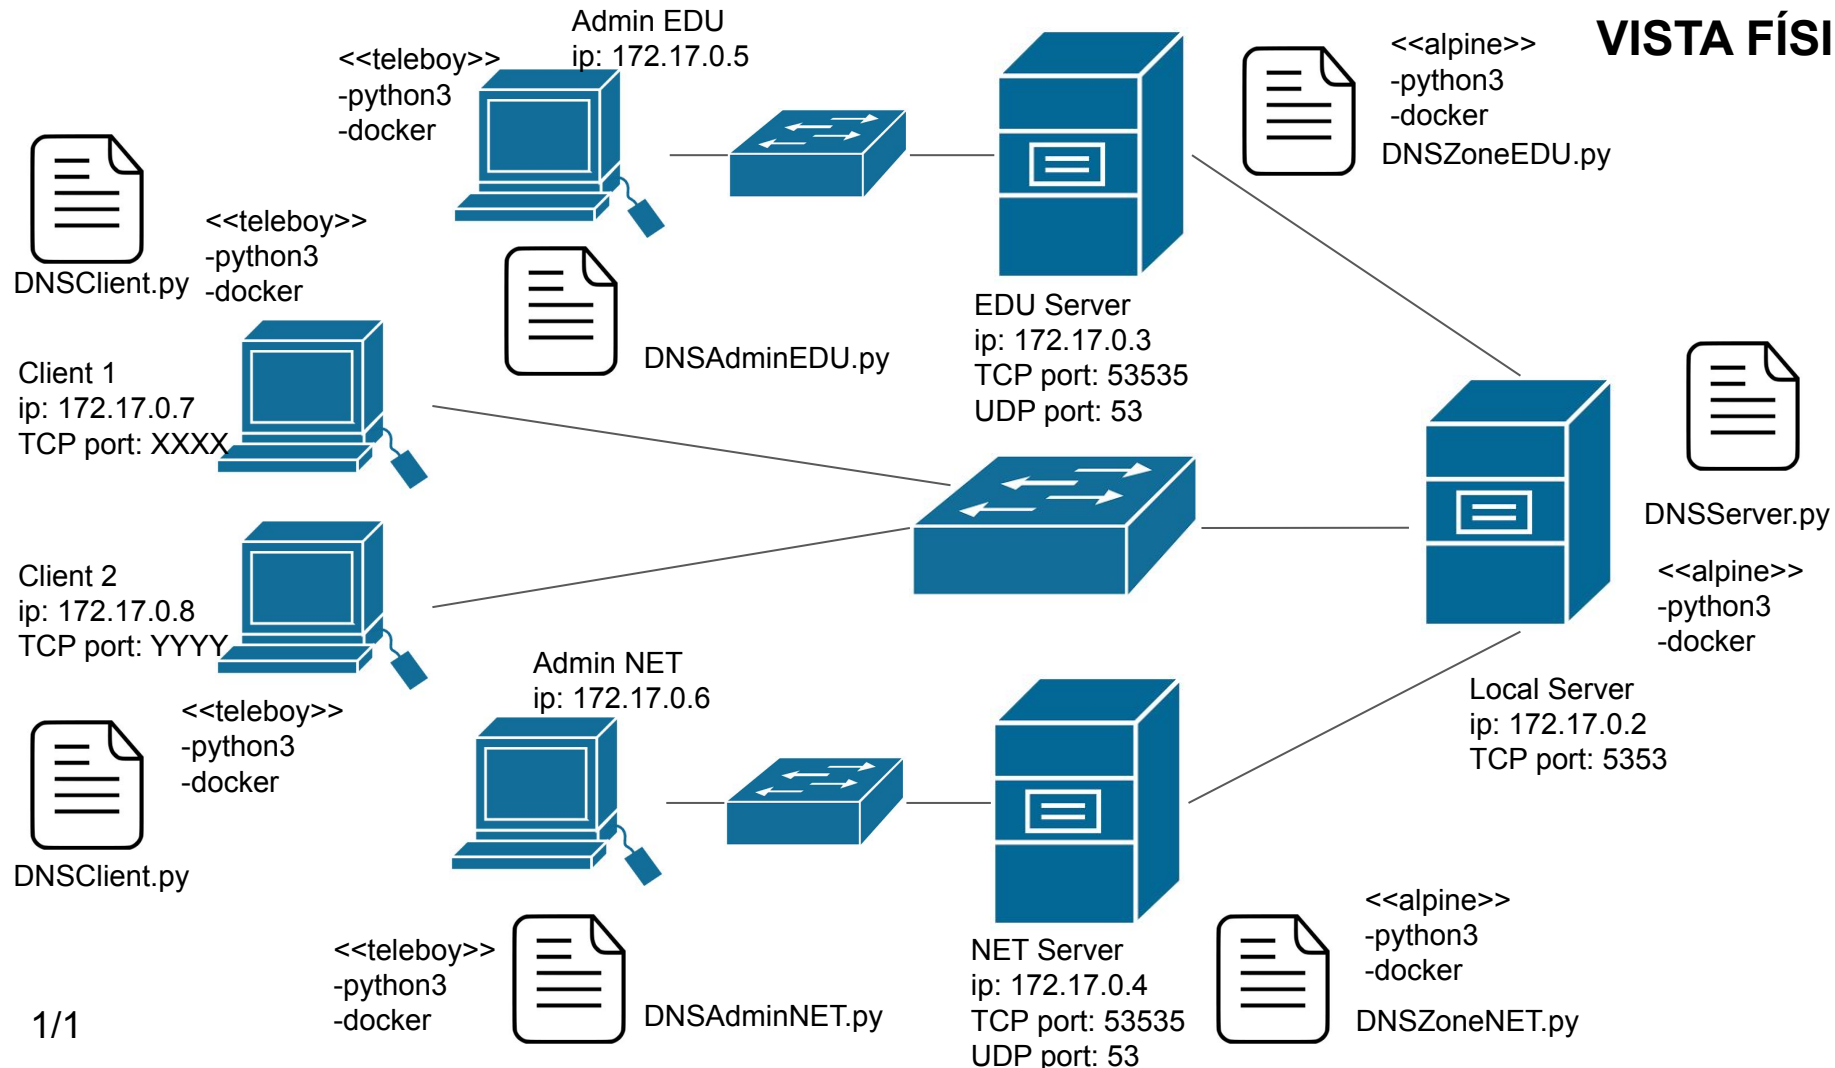 VISTA FÍSI
Admin EDU
ip: 172.17.0.5
<<teleboy>>
-python3
-docker
<<alpine>>
-python3
-docker
DNSZoneEDU.py
DNSClient.py
<<teleboy>>
-python3
-docker
DNSAdminEDU.py
EDU Server
ip: 172.17.0.3
TCP port: 53535
UDP port: 53
Client 1
ip: 172.17.0.7
TCP port: XXXX
DNSServer.py
<<alpine>>
-python3
-docker
Client 2
ip: 172.17.0.8
TCP port: YYYY
Local Server
ip: 172.17.0.2
TCP port: 5353
Admin NET
ip: 172.17.0.6
<<teleboy>>
-python3
-docker
DNSClient.py
<<teleboy>>
-python3
-docker
DNSAdminNET.py
NET Server
ip: 172.17.0.4
TCP port: 53535
UDP port: 53
<<alpine>>
-python3
-docker
DNSZoneNET.py
1/1